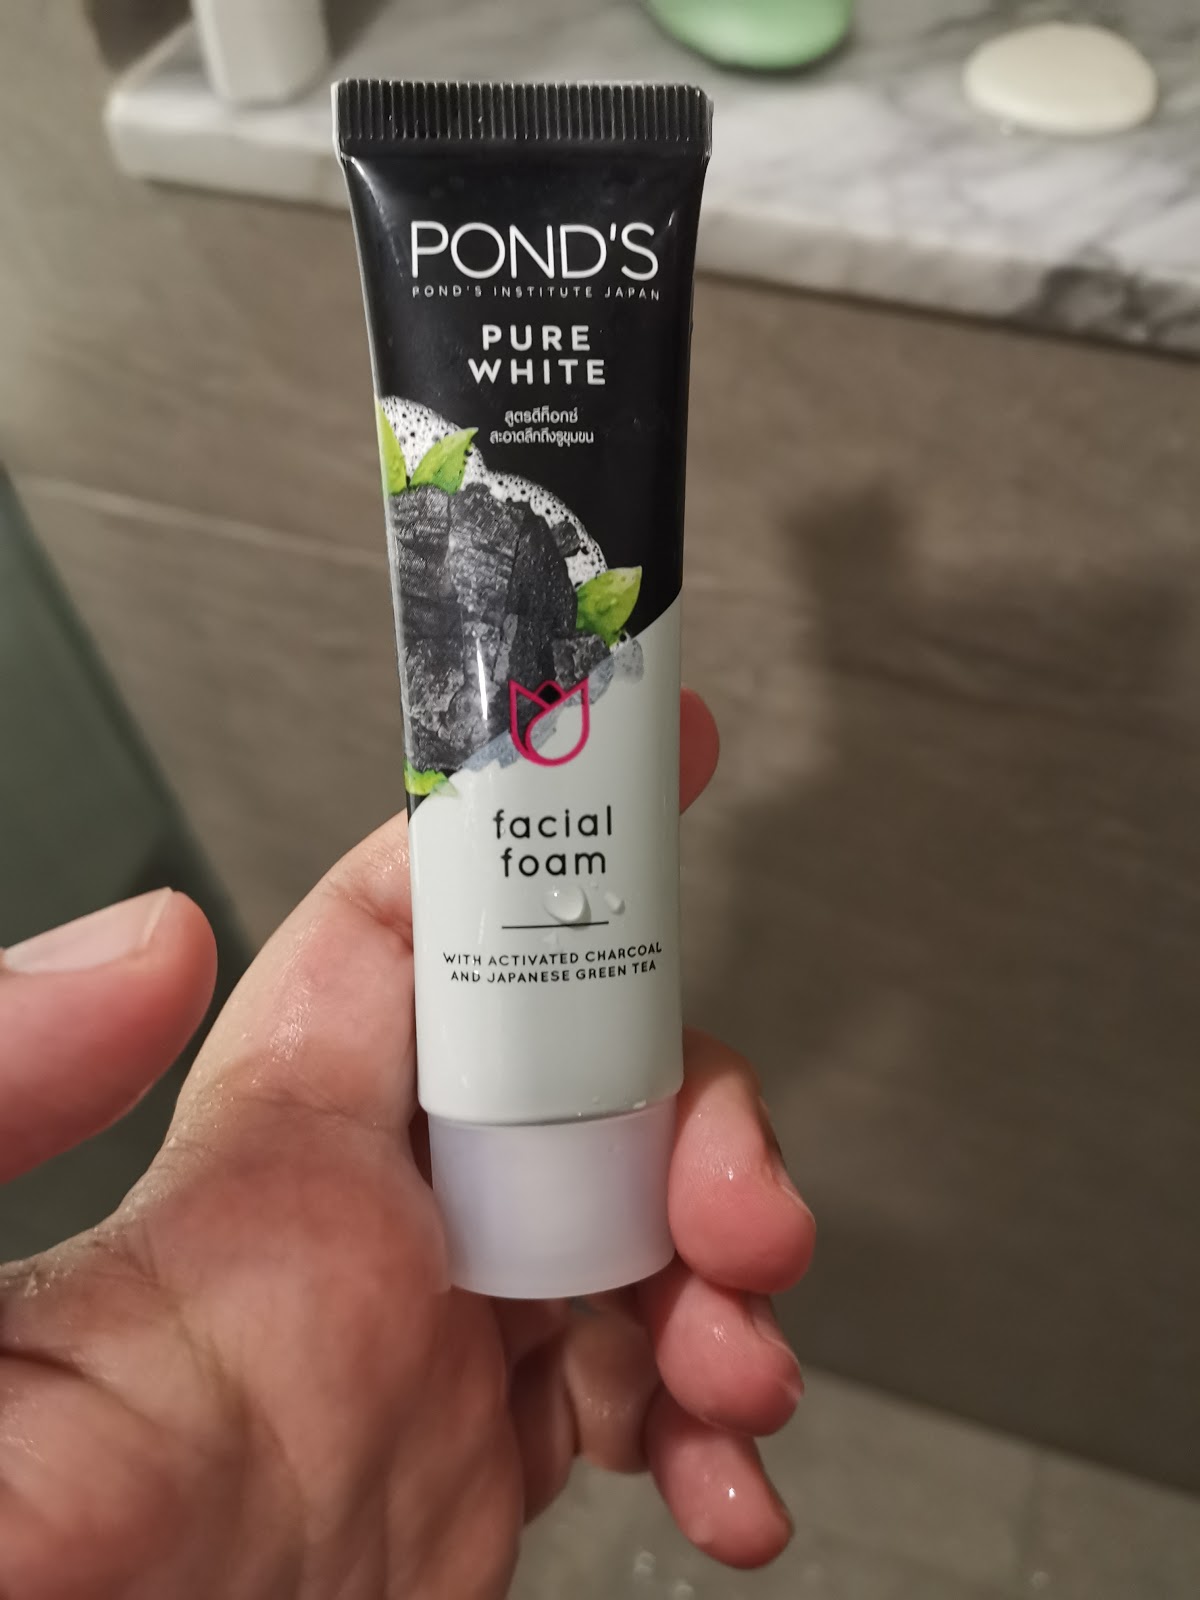 POND'S
POND'S INSTITUTE JAPAN
PURE
WHITE
สูตรดีท็อกซ์
สะอาดลึกถึงรูขุมขน
facial
foam
WITH ACTIVATED CHARCOAL
AND JAPANESE GREEN TEA